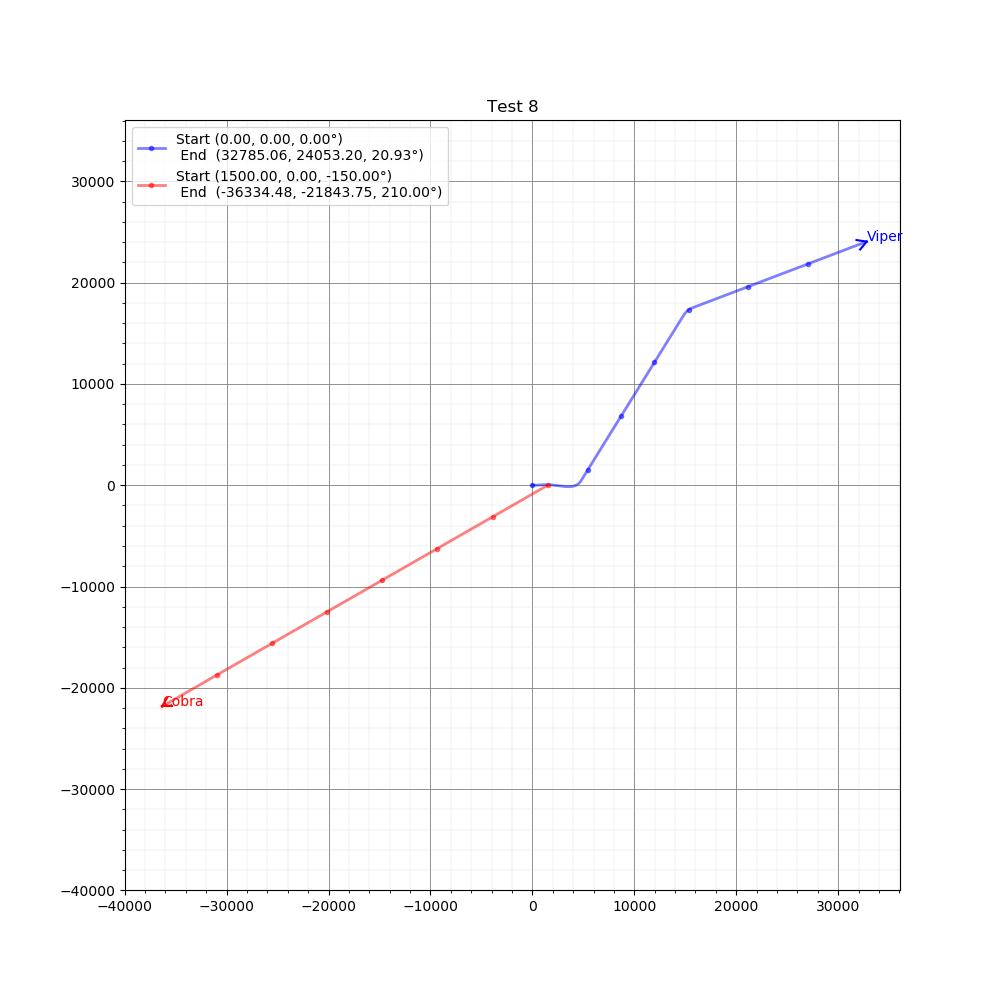 Test 8
Start (0.00, 0.00, 0.00°)
End (32785.06, 24053.20, 20.93°)
Start (1500.00, 0.00, -150.00°)
End (-36334.48, -21843.75, 210.00°)
30000
20000
10000
0
−10000
−20000
−30000
−40000
Viper
Cobra
−40000 −30000 −20000 −10000 0 10000 20000 30000